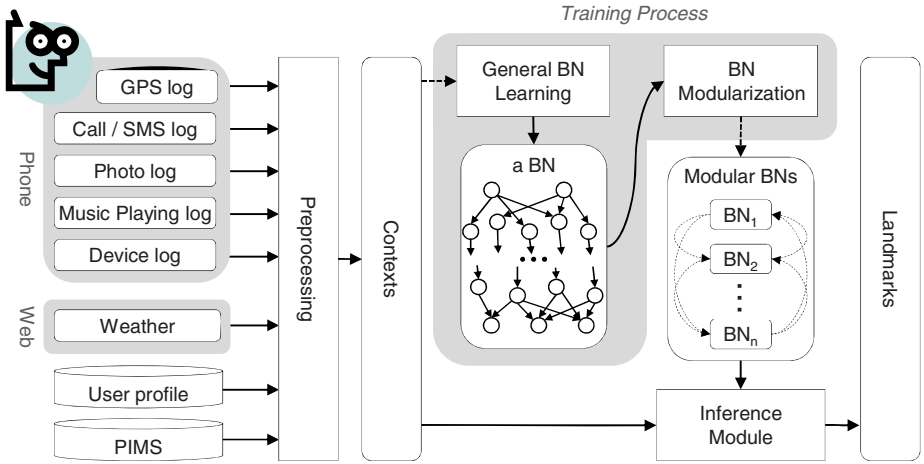 Training Process
GPS log
Call / SMS log
Photo log
Music Playing log
Device log
Phone
Weather
Web
User profile
PIMS
Preprocessing
Contexts
General BN
Learning
a BN
BN
Modularization
Modular BNs
BN1
BN2
BNn
Inference
Module
Landmarks